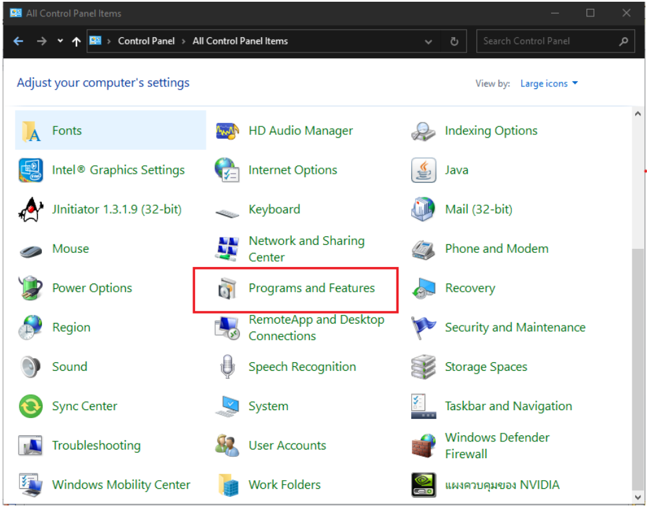 All Control Panel Items
Control Panel > All Control Panel Items
Search Control Panel
Adjust your computer's settings
View by: Large icons
Fonts
HD Audio Manager
Indexing Options
Intel® Graphics Settings
Internet Options
Java
JInitiator 1.3.1.9 (32-bit)
Keyboard
Mail (32-bit)
Mouse
Network and Sharing
Center
Phone and Modem
Power Options
Programs and Features
Recovery
Region
RemoteApp and Desktop
Connections
Security and Maintenance
Sound
Speech Recognition
Storage Spaces
Sync Center
System
Taskbar and Navigation
Troubleshooting
User Accounts
Windows Defender
Firewall
Windows Mobility Center
Work Folders
แผงควบคุมของ NVIDIA